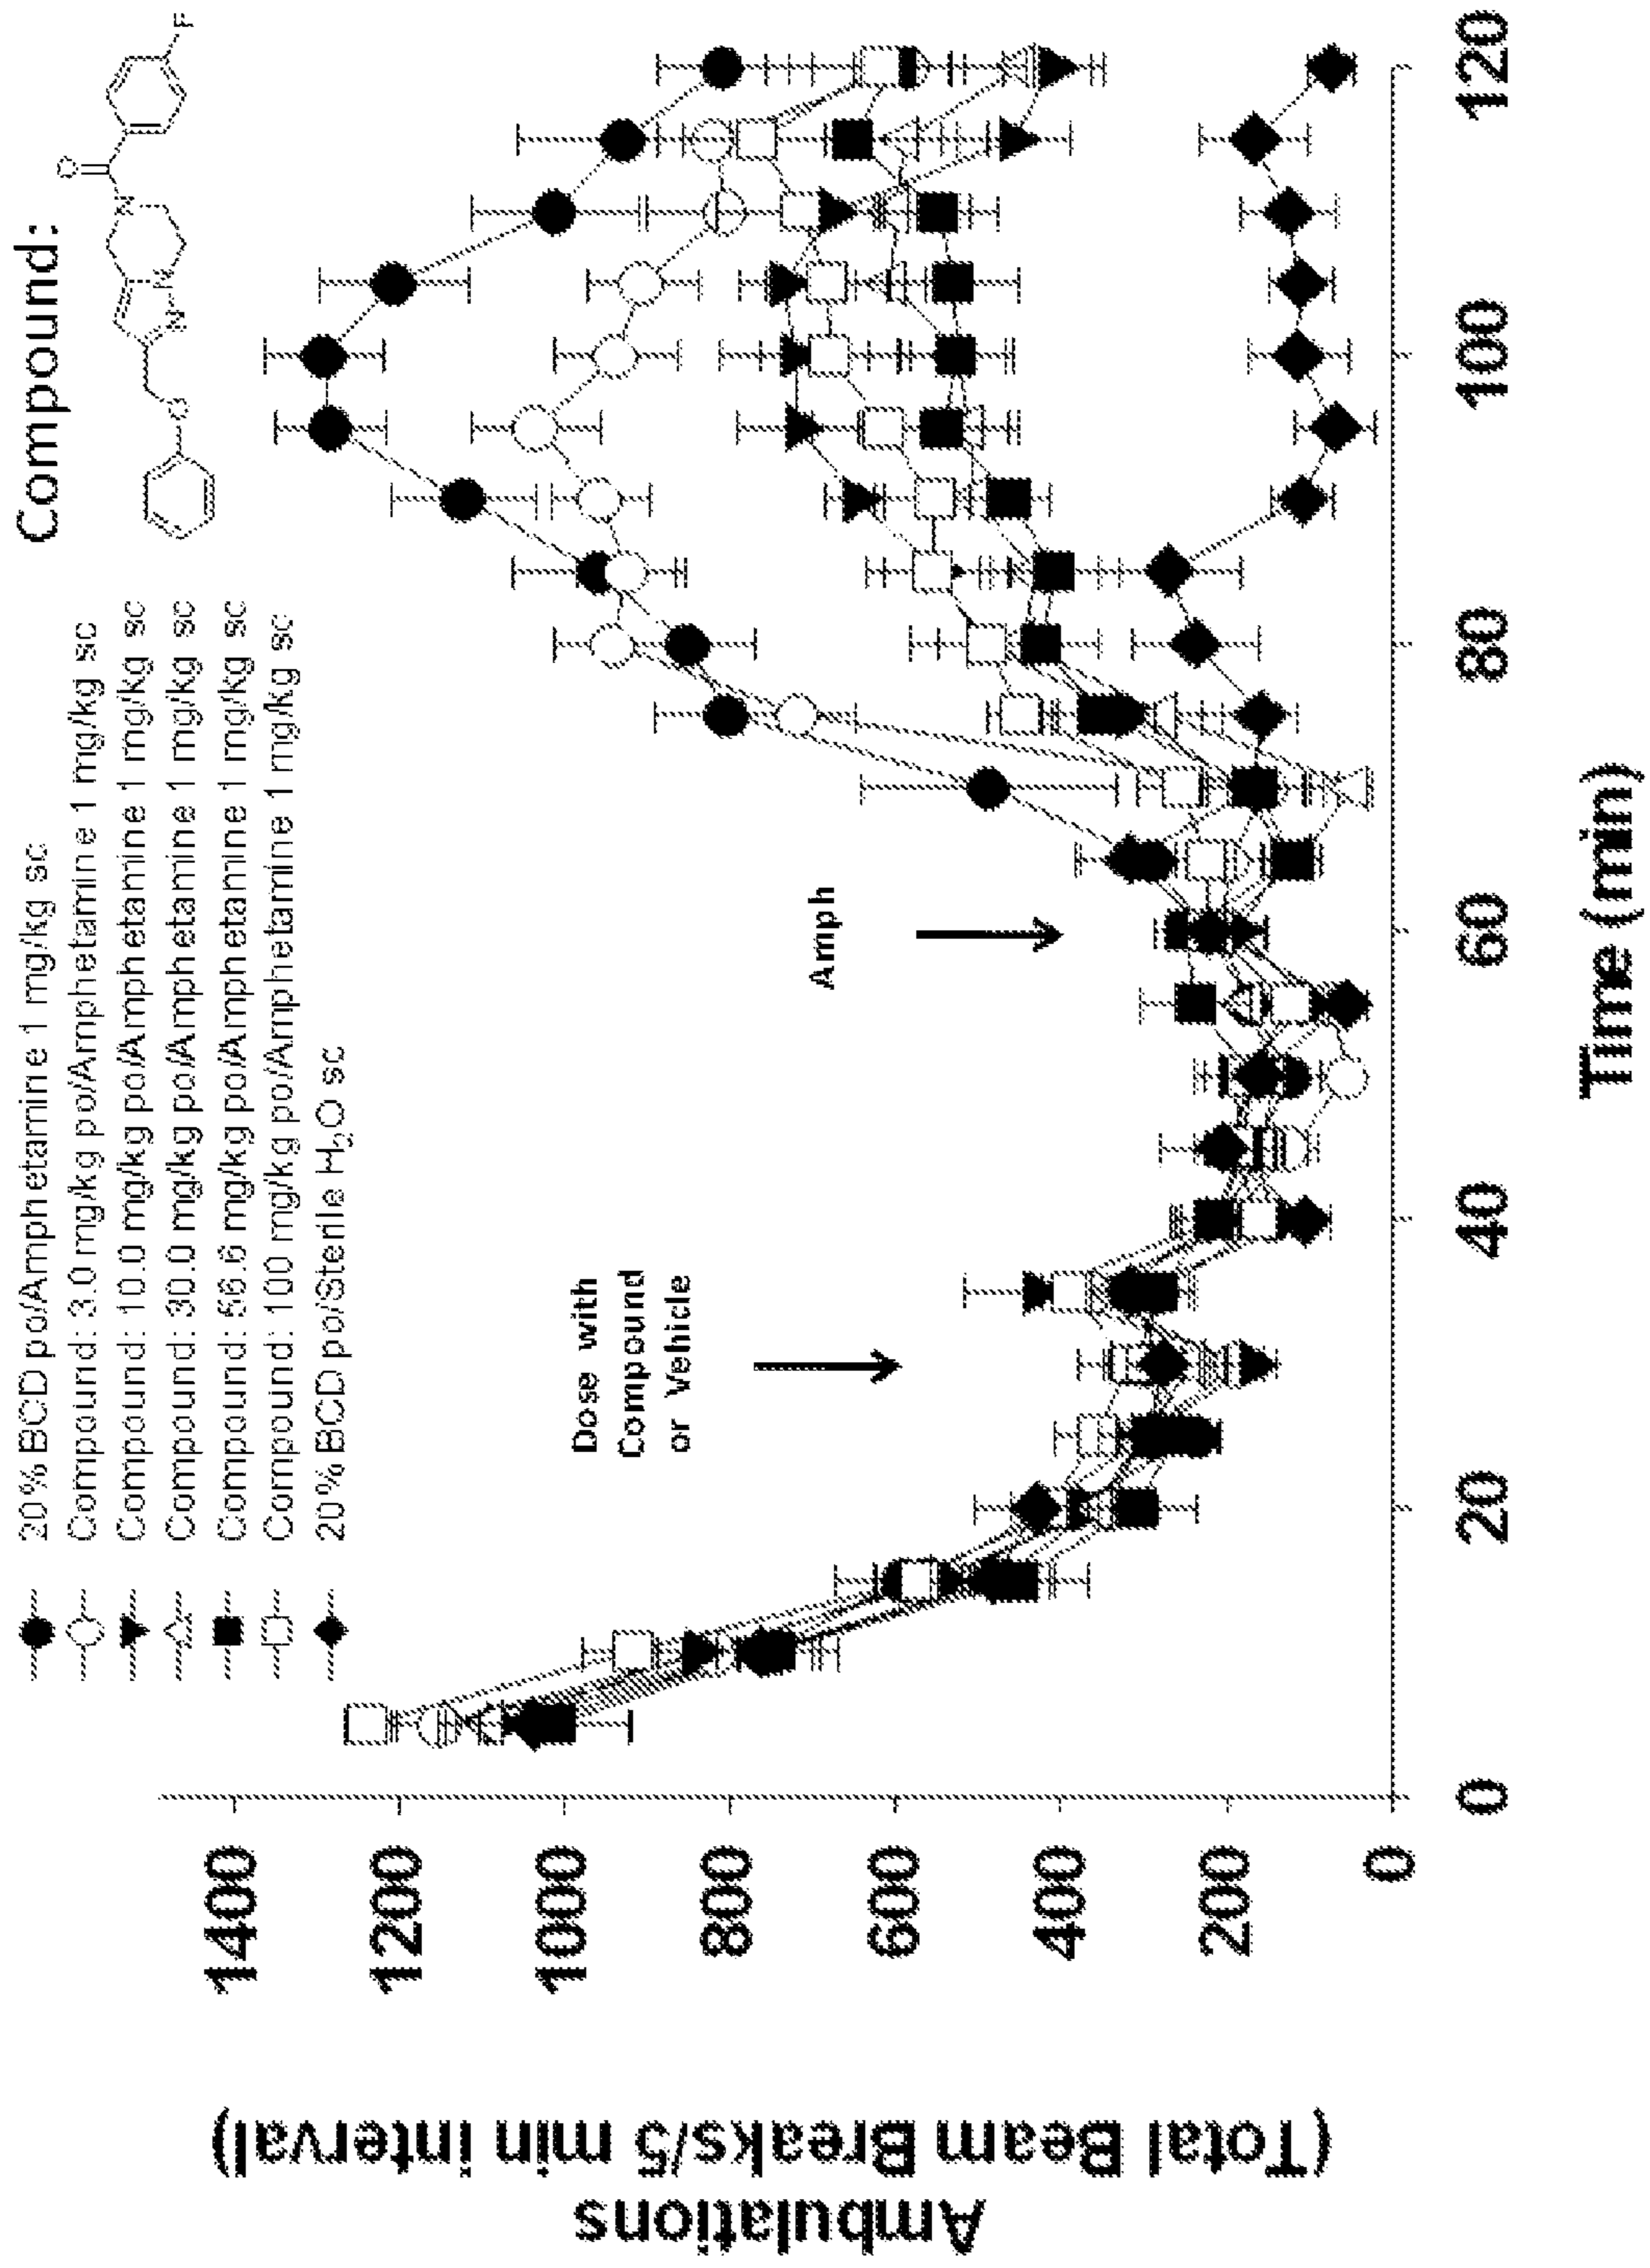 20% BCD po/Amphetamine 1 mg/kg sc
Compound: 3.0 mg/kg po/Amphetamine 1 mg/kg sc
Compound: 10.0 mg/kg po/Amphetamine 1 mg/kg sc
Compound: 30.0 mg/kg po/Amphetamine 1 mg/kg sc
Compound: 56.6 mg/kg po/Amphetamine 1 mg/kg sc
Compound: 100 mg/kg po/Amphetamine 1 mg/kg sc
20% BCD po/Sterile H₂O sc
Compound:
O
N
N
N
O
F
Dose with
Compound
or Vehicle
Amph
Ambulations
(Total Beam Breaks/5 min interval)
1400
1200
1000
800
600
400
200
0
0
20
40
60
80
100
120
Time (min)